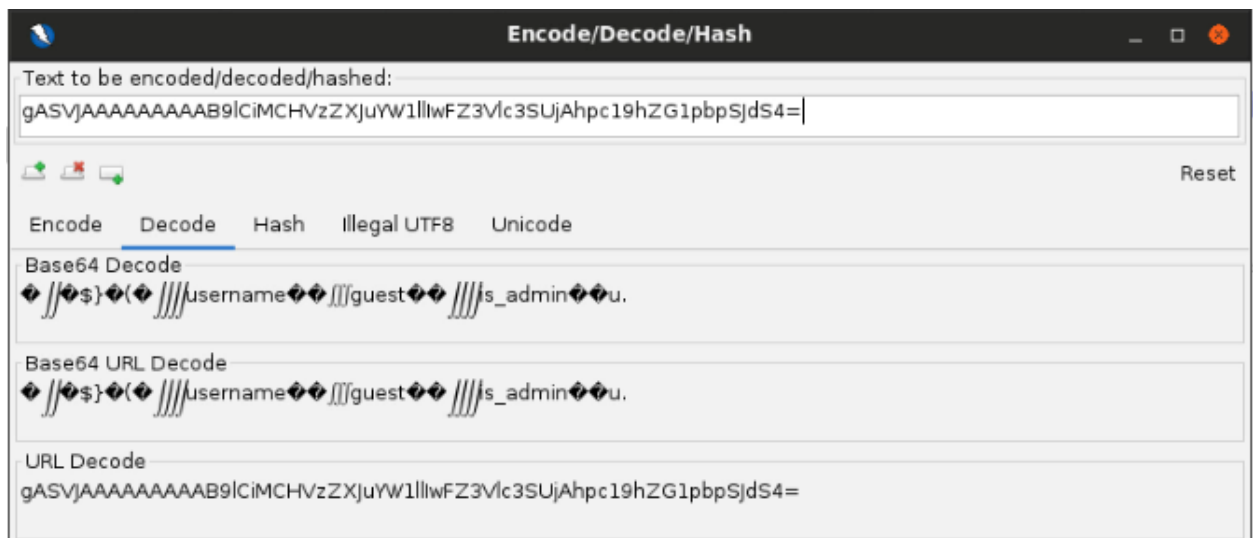 Encode/Decode/Hash
Text to be encoded/decoded/hashed:
gASVJAAAAAAAAAB9lCiMCHVzZXJuYW1llIwFZ3Vlc3SUjAhpc19hZG1pbpSJdS4=
Reset
Encode Decode Hash Illegal UTF8 Unicode
Base64 Decode
�∬�$}�(�⨌username��∭guest��⨌is_admin��u.
Base64 URL Decode
�∬�$}�(�⨌username��∭guest��⨌is_admin��u.
URL Decode
gASVJAAAAAAAAAB9lCiMCHVzZXJuYW1llIwFZ3Vlc3SUjAhpc19hZG1pbpSJdS4=